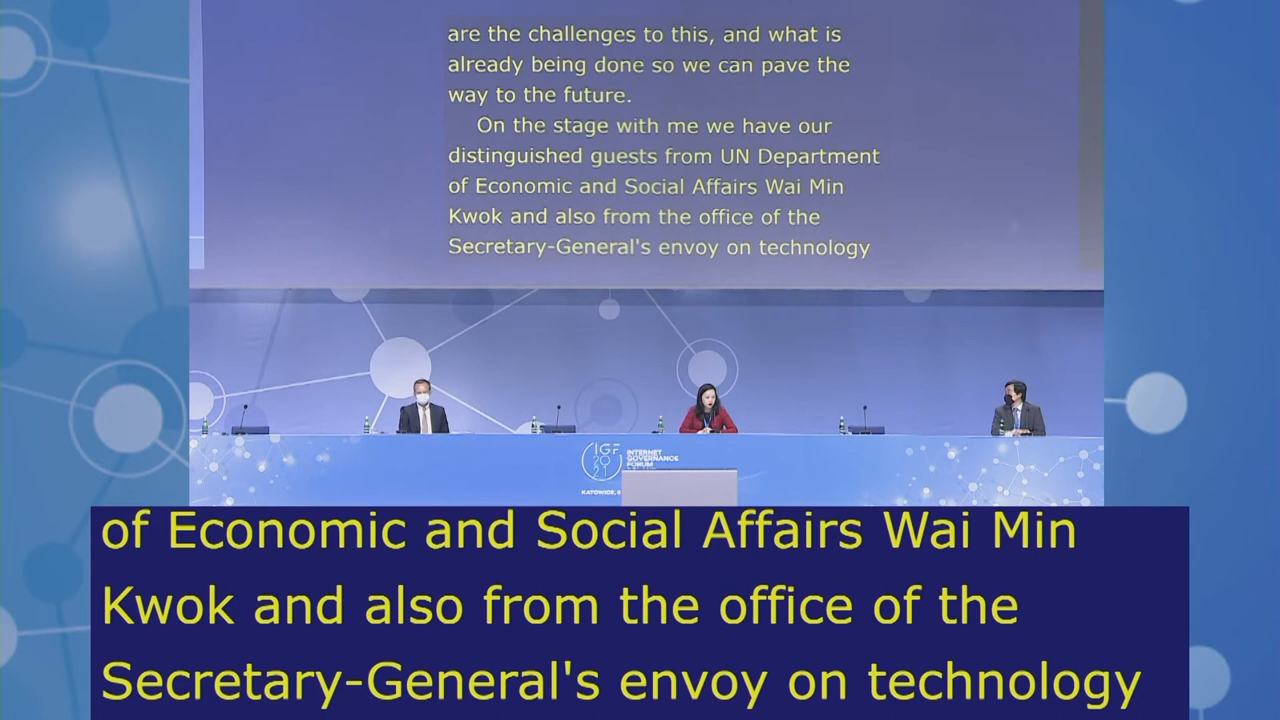 are the challenges to this, and what is
already being done so we can pave the
way to the future.
On the stage with me we have our
distinguished guests from UN Department
of Economic and Social Affairs Wai Min
Kwok and also from the office of the
Secretary-General's envoy on technology
IGF
20
21
INTERNET
GOVERNANCE
FORUM
KATOWICE,
of Economic and Social Affairs Wai Min
Kwok and also from the office of the
Secretary-General's envoy on technology